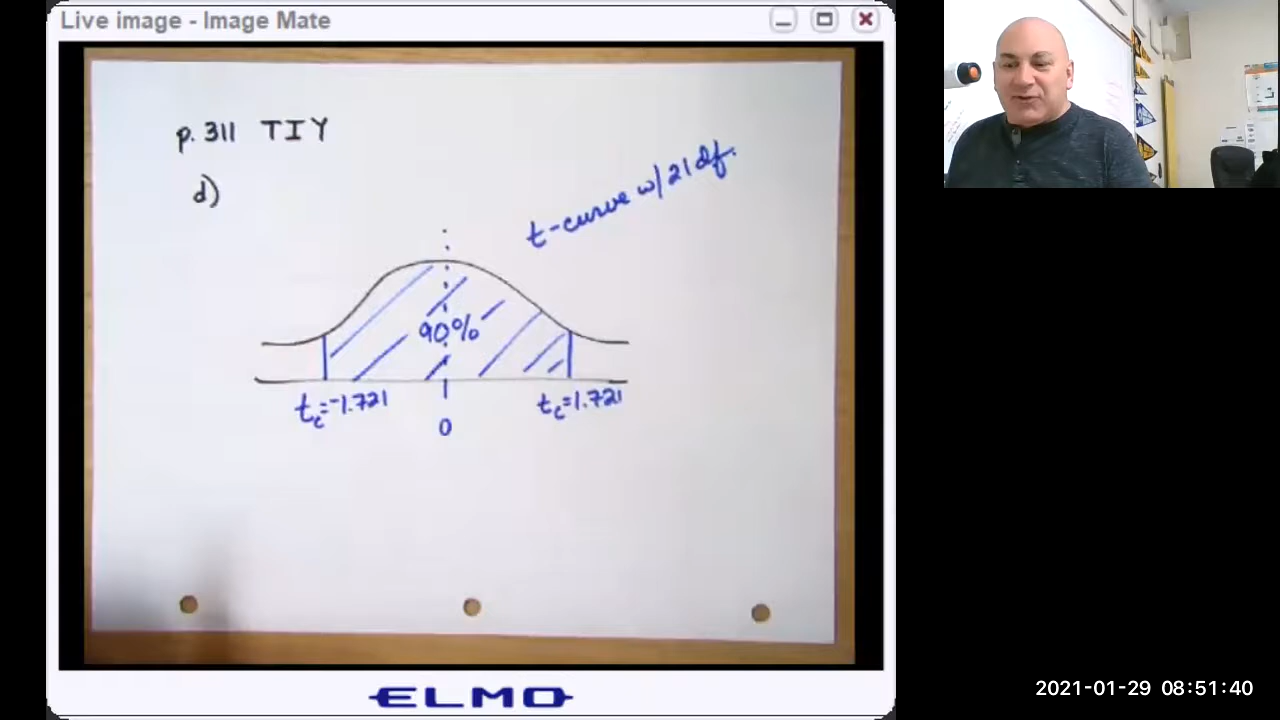 Live image - Image Mate
p. 311 TIY
d)
t-curve w/ 21 df.
90%
tc=-1.721
tc=1.721
0
ELMO
2021-01-29 08:51:40